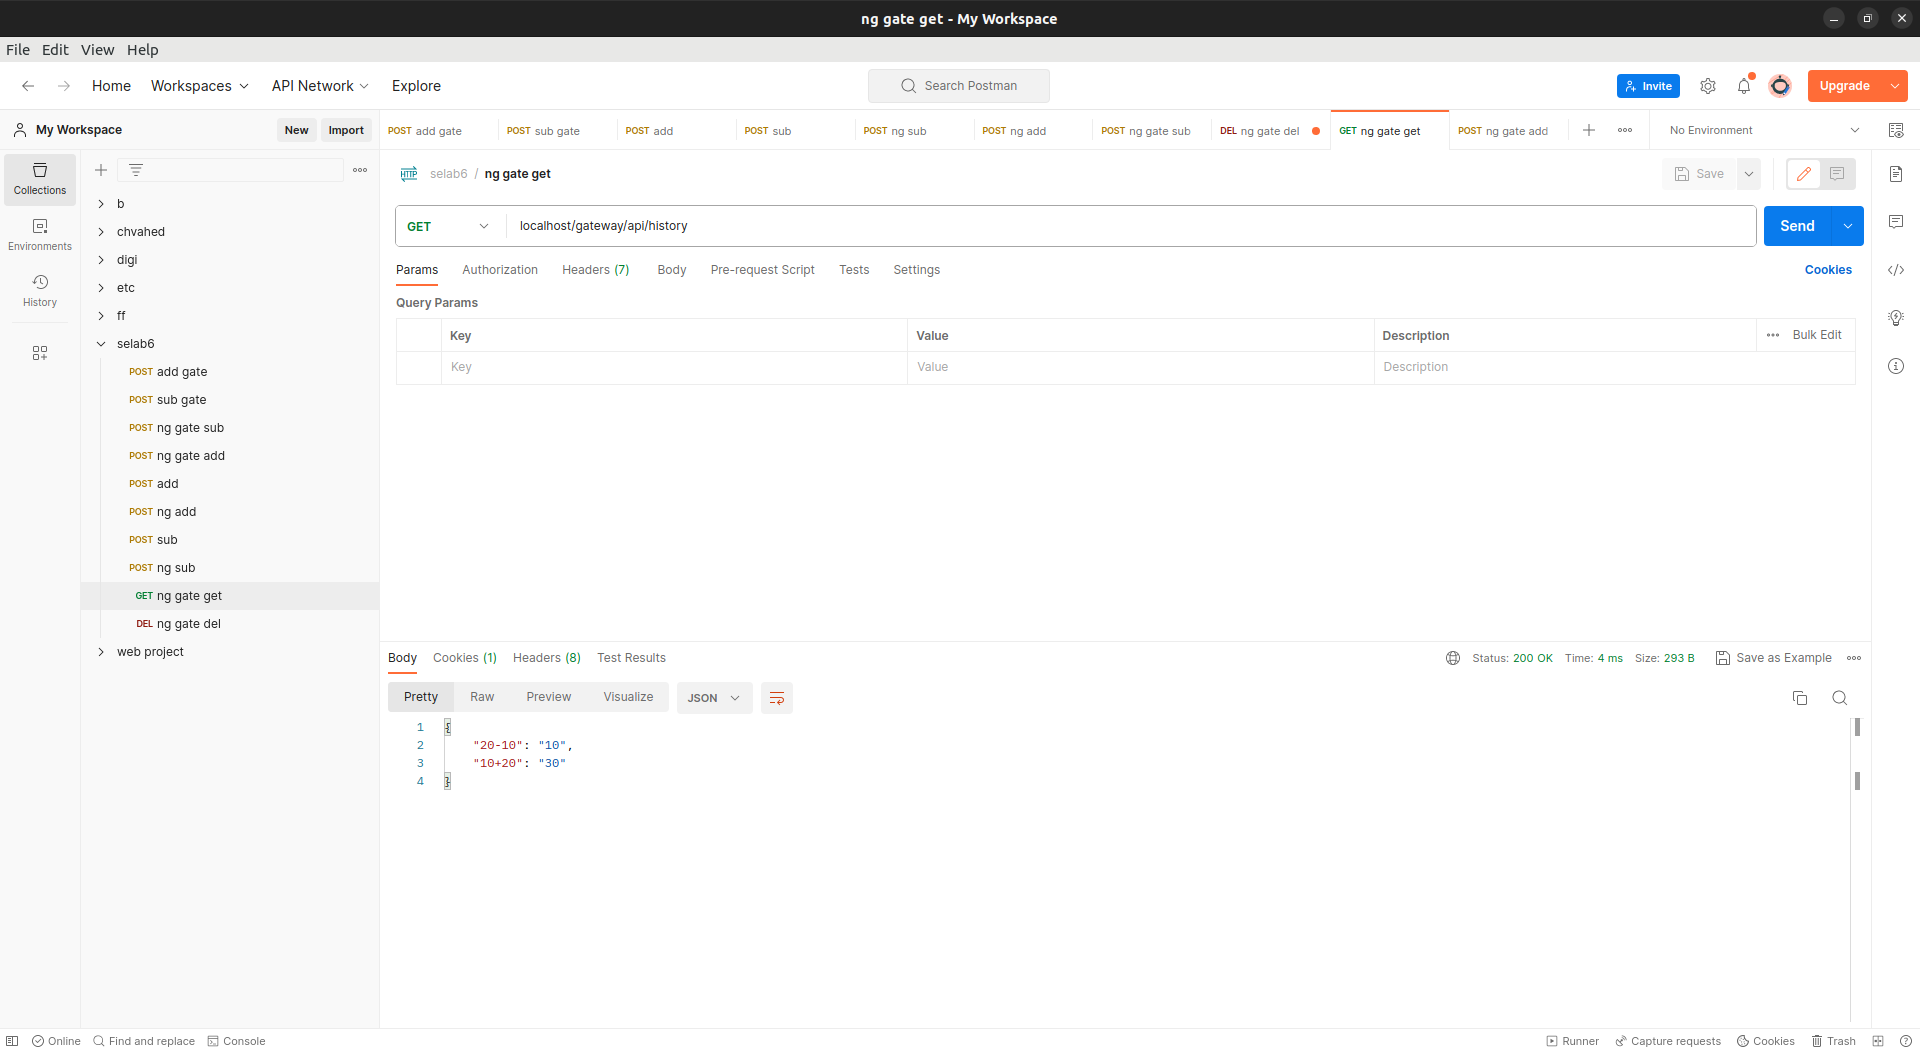 ng gate get - My Workspace
File Edit View Help
Home Workspaces API Network Explore Search Postman Invite Upgrade
My Workspace New Import
POST add gate POST sub gate POST add POST sub POST ng sub POST ng add POST ng gate sub DEL ng gate del GET ng gate get POST ng gate add No Environment
Collections
Environments
History
b
chvahed
digi
etc
ff
selab6
POST add gate
POST sub gate
POST ng gate sub
POST ng gate add
POST add
POST ng add
POST sub
POST ng sub
GET ng gate get
DEL ng gate del
web project
HTTP selab6 / ng gate get Save
GET localhost/gateway/api/history Send
Params Authorization Headers (7) Body Pre-request Script Tests Settings Cookies
Query Params
Key Value Description Bulk Edit
Key Value Description
Body Cookies (1) Headers (8) Test Results Status: 200 OK Time: 4 ms Size: 293 B Save as Example
Pretty Raw Preview Visualize JSON
1 {
2 "20-10": "10",
3 "10+20": "30"
4 }
Online Find and replace Console Runner Capture requests Cookies Trash